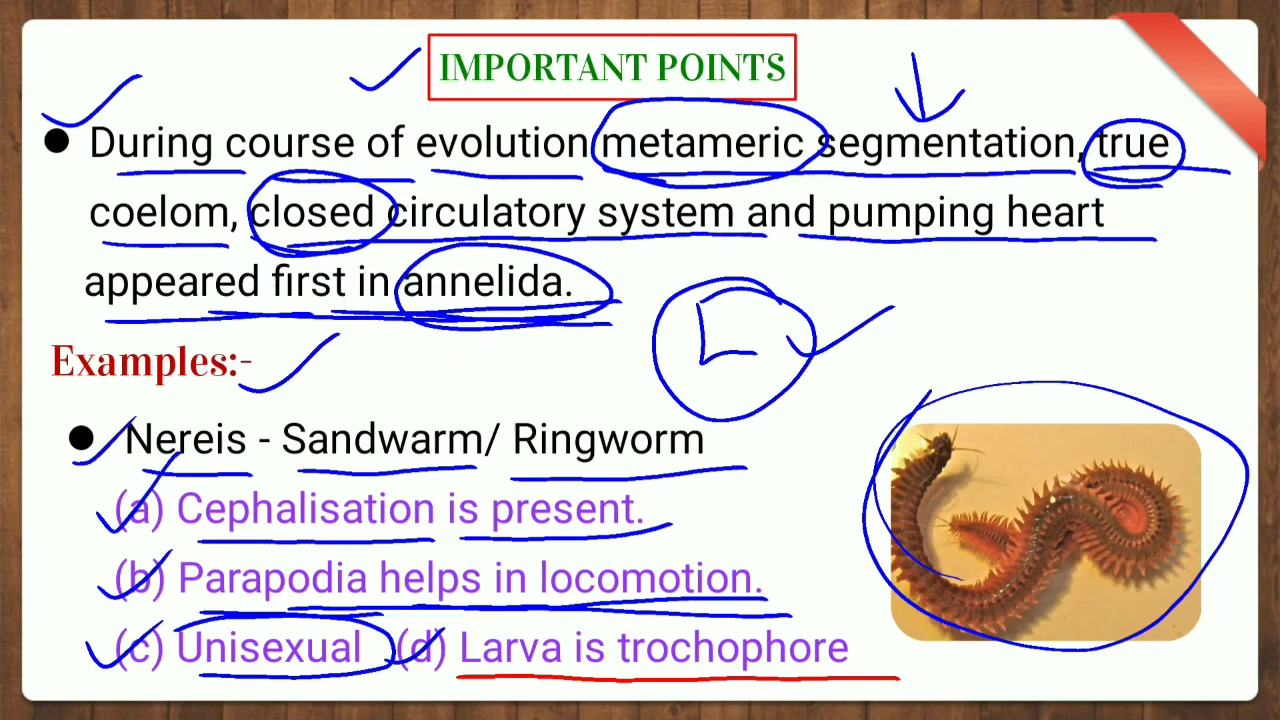 IMPORTANT POINTS
● During course of evolution metameric segmentation, true
coelom, closed circulatory system and pumping heart
appeared first in annelida.
Examples:-
● Nereis - Sandwarm/ Ringworm
(a) Cephalisation is present.
(b) Parapodia helps in locomotion.
(c) Unisexual (d) Larva is trochophore